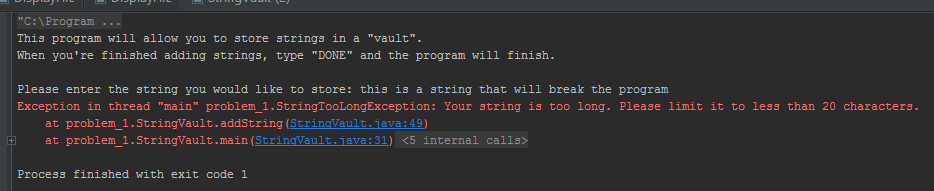 DisplayFile DisplayFile StringVault (2)
"C:\Program ...
This program will allow you to store strings in a "vault".
When you're finished adding strings, type "DONE" and the program will finish.
Please enter the string you would like to store: this is a string that will break the program
Exception in thread "main" problem_1.StringTooLongException: Your string is too long. Please limit it to less than 20 characters.
at problem_1.StringVault.addString(StringVault.java:49)
at problem_1.StringVault.main(StringVault.java:31) <5 internal calls>
Process finished with exit code 1